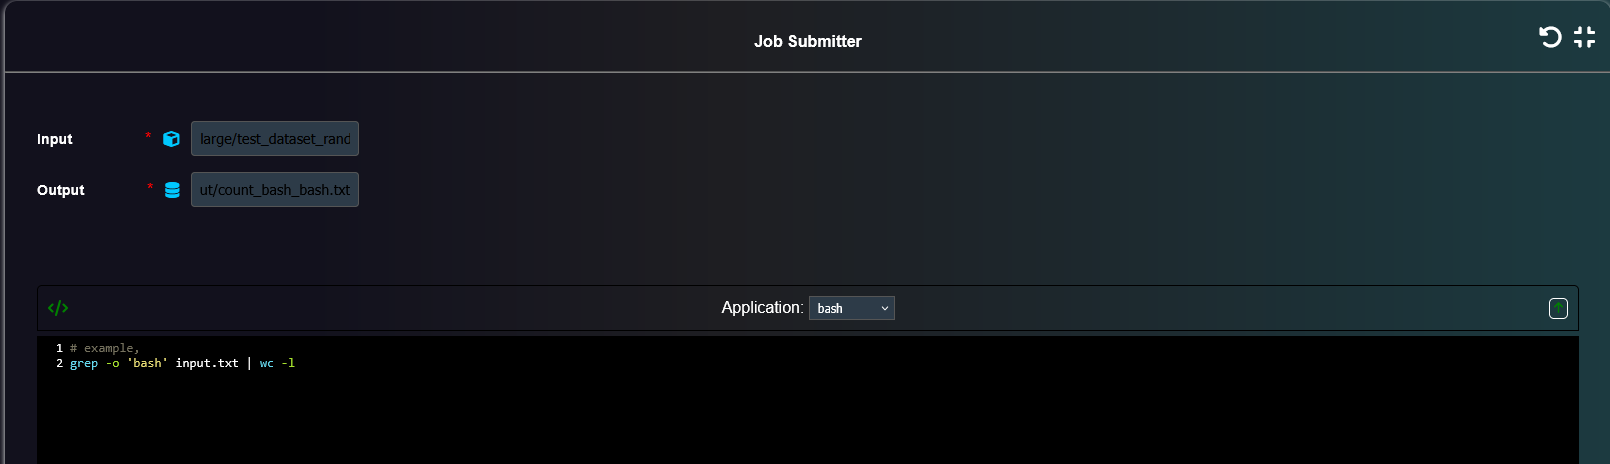 Job Submitter
Input * large/test_dataset_rand
Output * ut/count_bash_bash.txt
</> Application: bash
1 # example,
2 grep -o 'bash' input.txt | wc -l